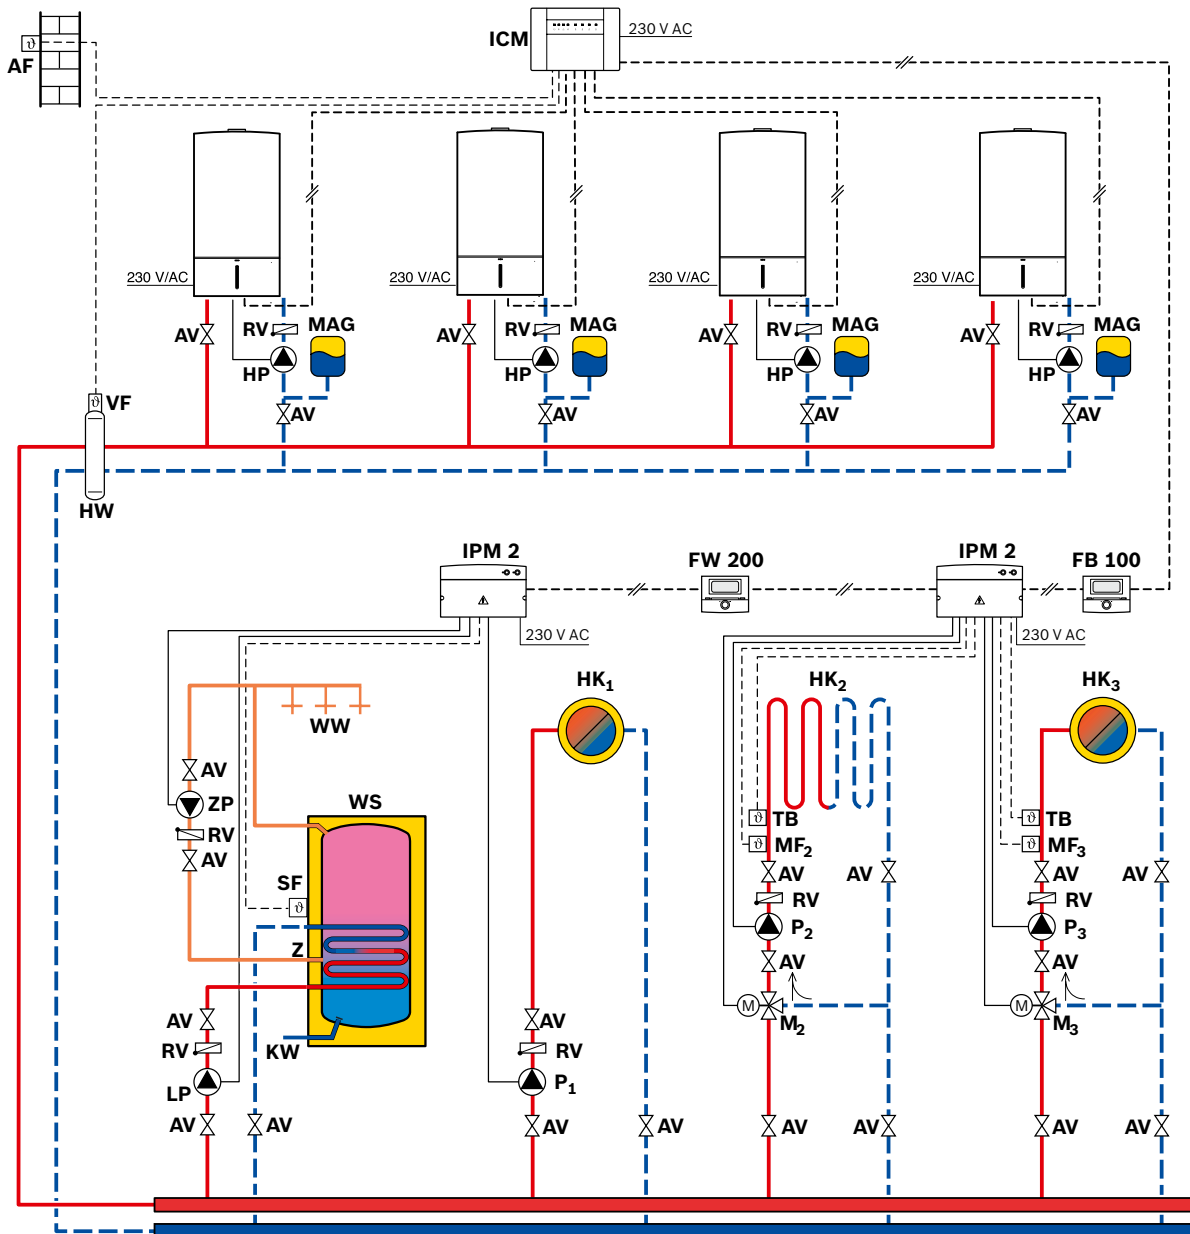 ICM
230 V AC
AF
ϑ
230 V/AC
230 V/AC
230 V/AC
230 V/AC
AV
RV
MAG
HP
AV
AV
RV
MAG
HP
AV
AV
RV
MAG
HP
AV
AV
RV
MAG
HP
AV
ϑ
VF
HW
IPM 2
FW 200
IPM 2
FB 100
230 V AC
230 V AC
HK1
HK2
HK3
WW
AV
ZP
RV
AV
WS
SF
ϑ
Z
KW
AV
RV
LP
AV
AV
AV
RV
P1
AV
AV
ϑ
TB
ϑ
MF2
AV
AV
RV
P2
AV
M
M2
AV
AV
ϑ
TB
ϑ
MF3
AV
AV
RV
P3
AV
M
M3
AV
AV